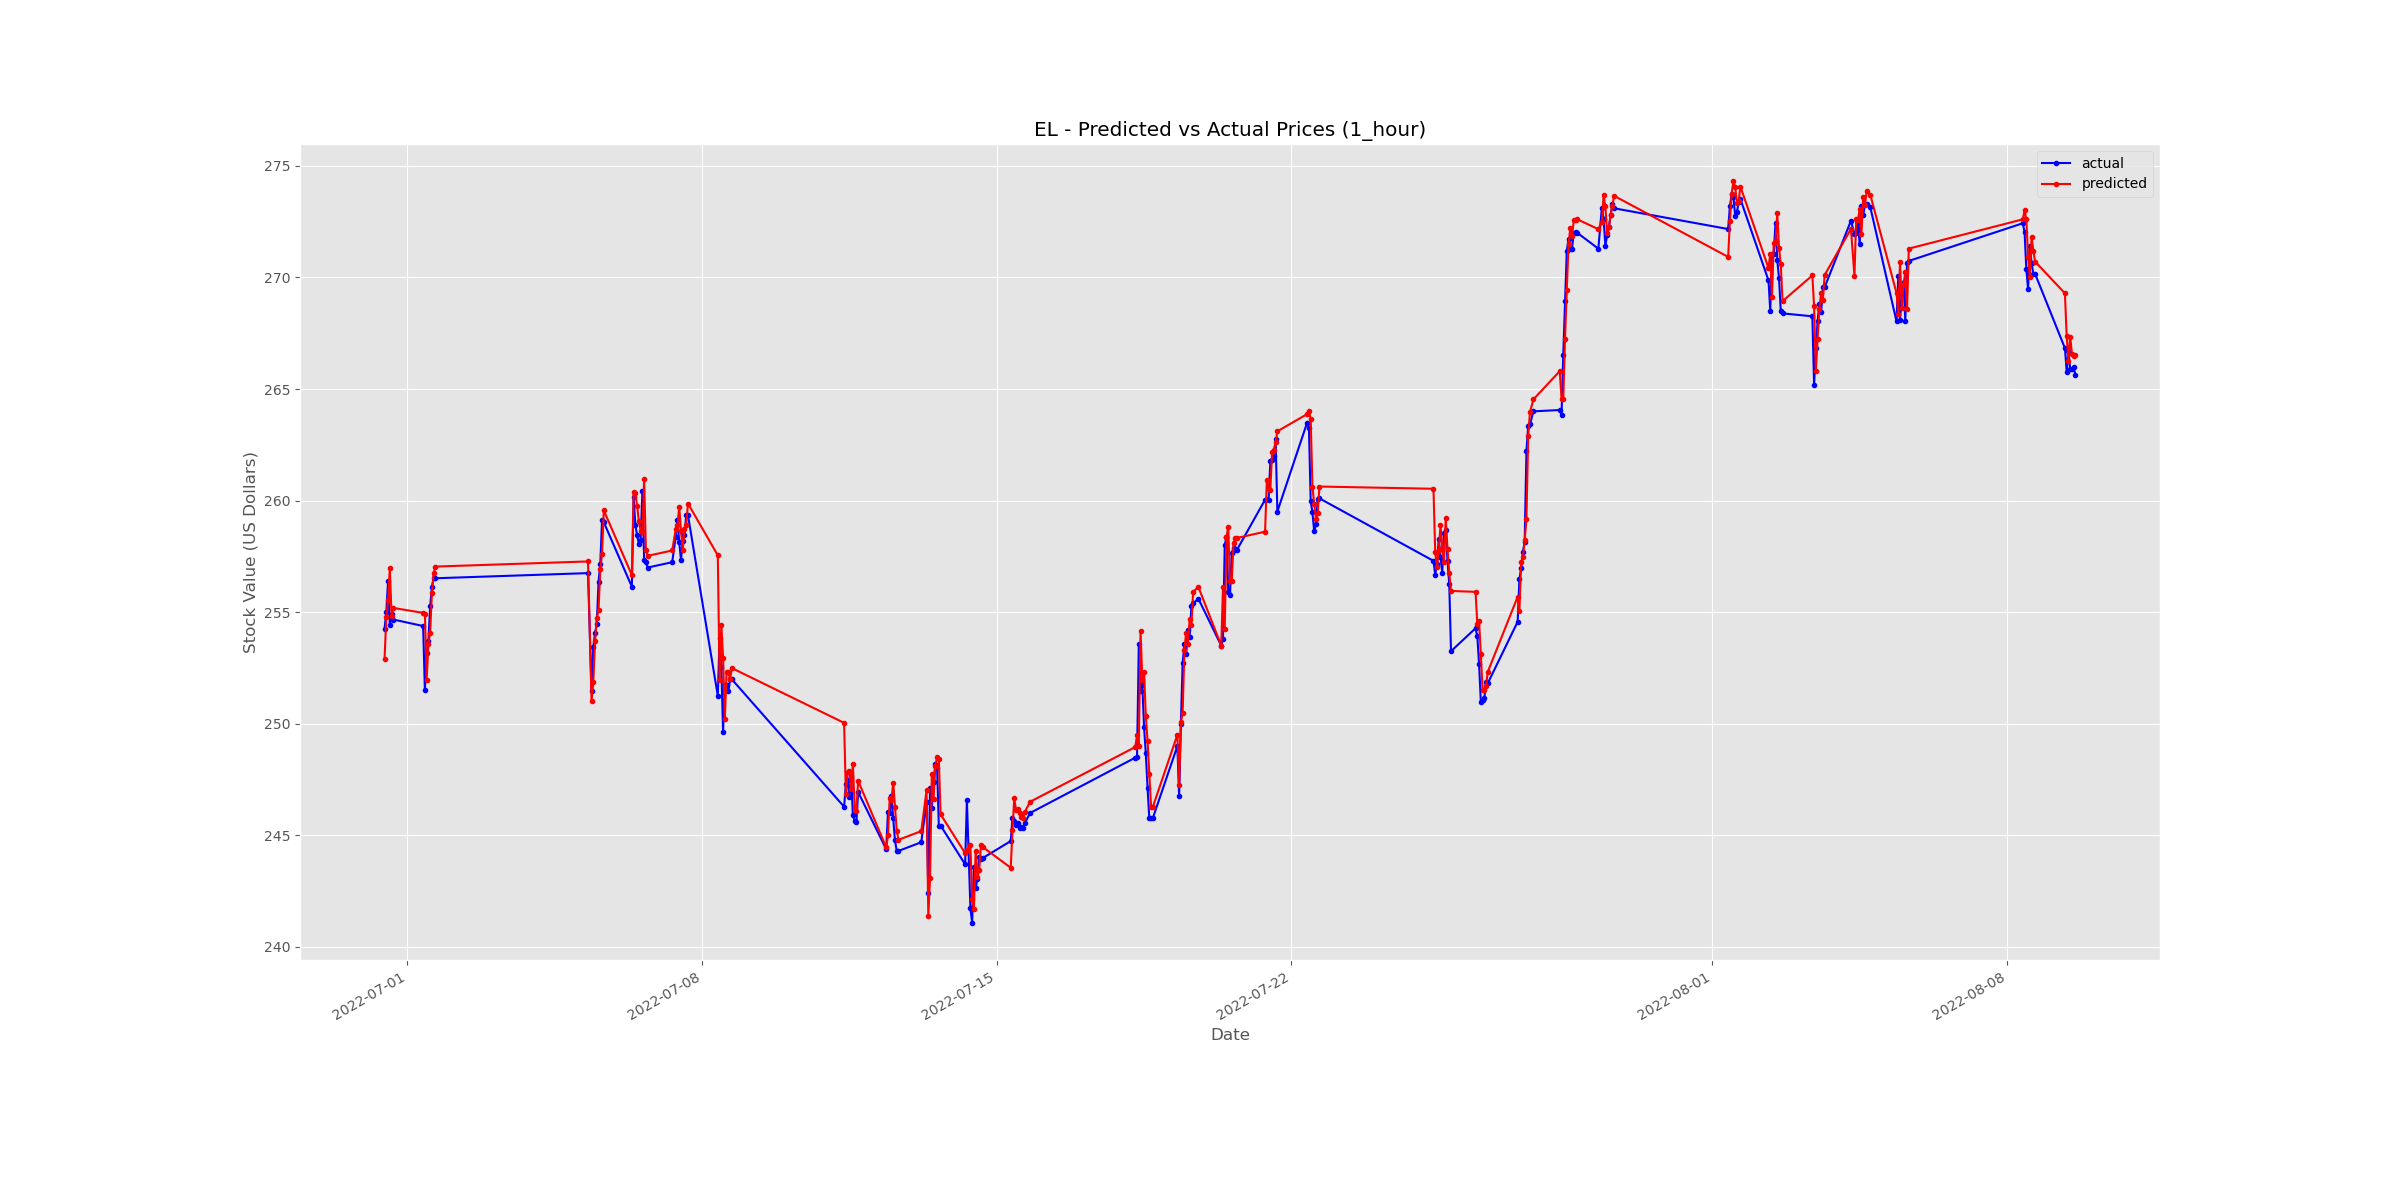 EL - Predicted vs Actual Prices (1_hour)
actual
predicted
Stock Value (US Dollars)
275
270
265
260
255
250
245
240
2022-07-01
2022-07-08
2022-07-15
2022-07-22
2022-08-01
2022-08-08
Date